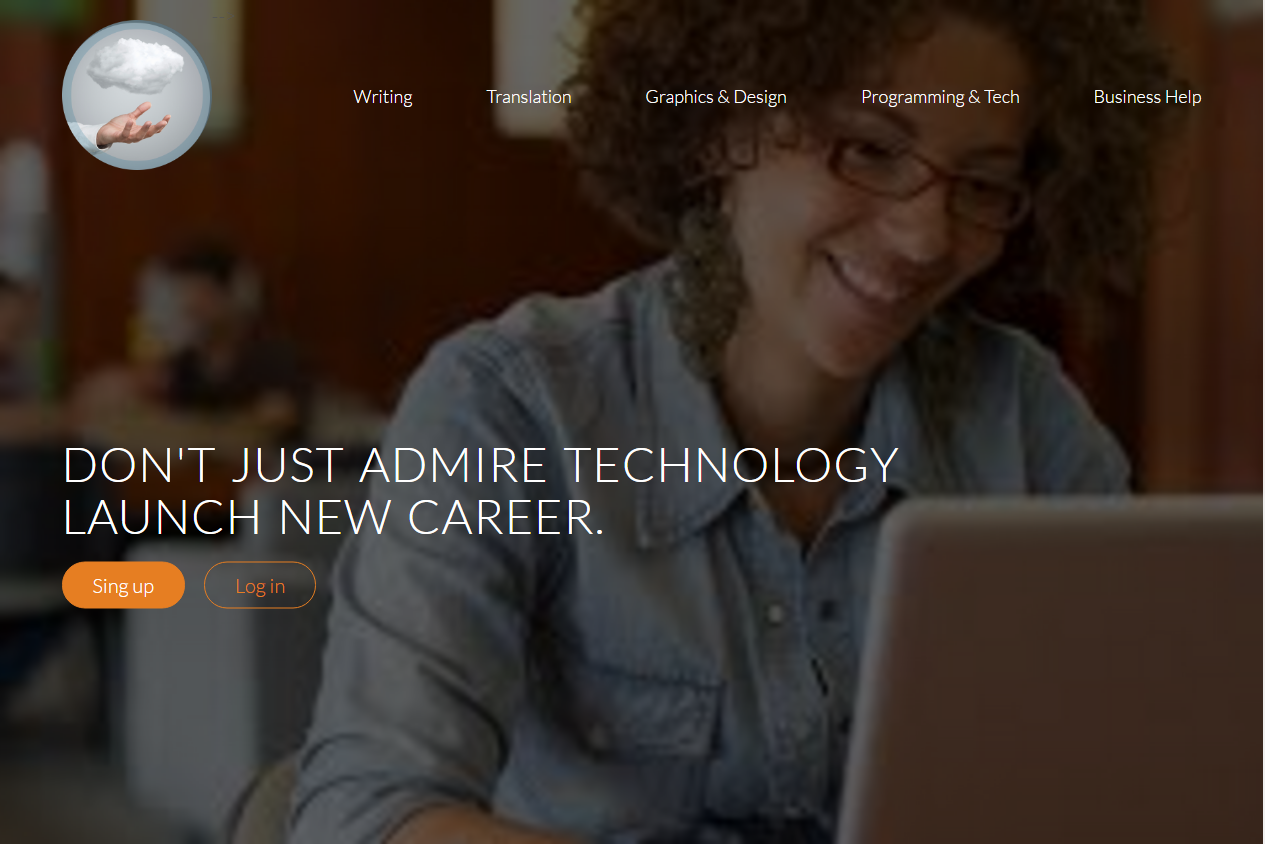 Writing
Translation
Graphics & Design
Programming & Tech
Business Help
DON'T JUST ADMIRE TECHNOLOGY
LAUNCH NEW CAREER.
Sing up
Log in